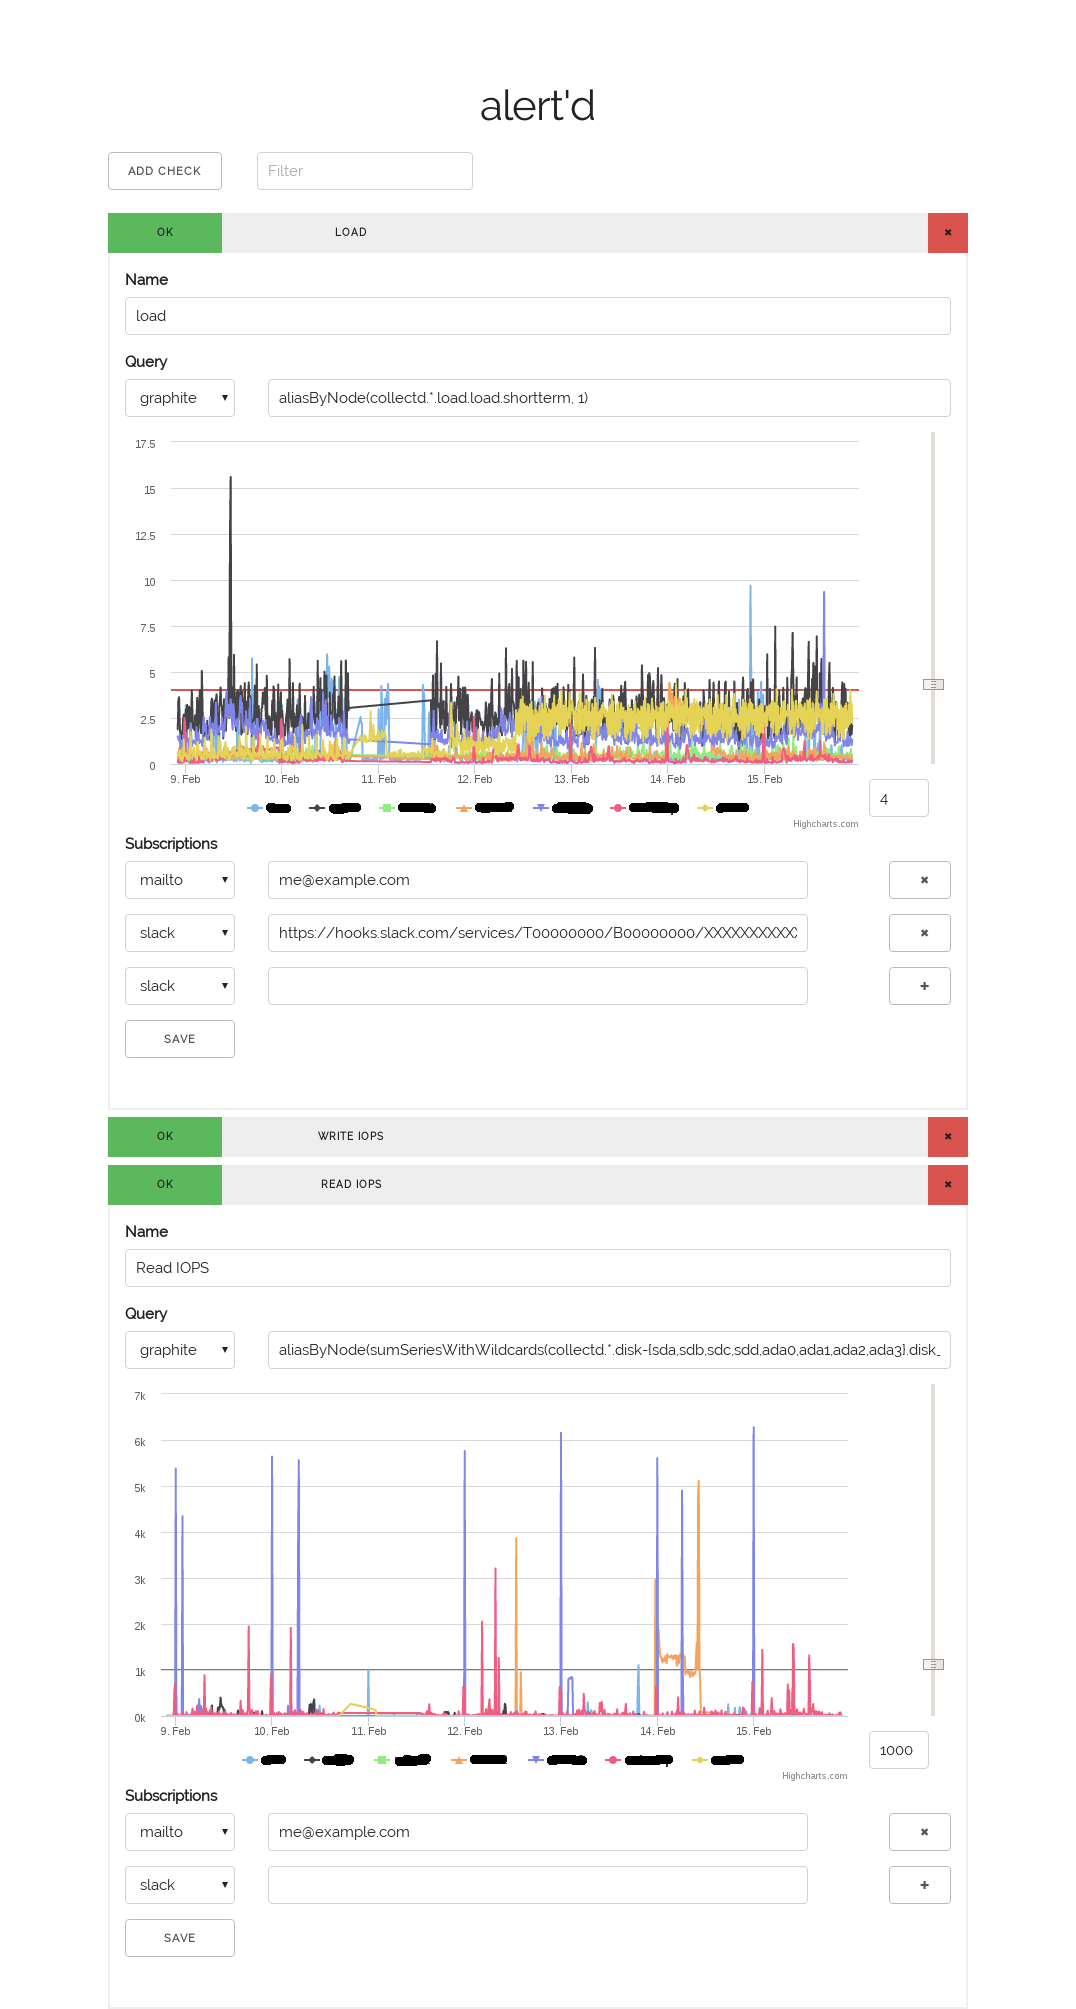 alert'd
ADD CHECK Filter
OK LOAD ✖
Name
load
Query
graphite ▾ aliasByNode(collectd.*.load.load.shortterm, 1)
17.5
15
12.5
10
7.5
5
2.5
0
9. Feb 10. Feb 11. Feb 12. Feb 13. Feb 14. Feb 15. Feb
4
Highcharts.com
Subscriptions
mailto ▾ me@example.com ✖
slack ▾ https://hooks.slack.com/services/T00000000/B00000000/XXXXXXXXXX
slack ▾ +
SAVE
OK WRITE IOPS ✖
OK READ IOPS ✖
Name
Read IOPS
Query
graphite ▾ aliasByNode(sumSeriesWithWildcards(collectd.*.disk-{sda,sdb,sdc,sdd,ada0,ada1,ada2,ada3}.disk_
7k
6k
5k
4k
3k
2k
1k
0k
9. Feb 10. Feb 11. Feb 12. Feb 13. Feb 14. Feb 15. Feb
1000
Highcharts.com
Subscriptions
mailto ▾ me@example.com ✖
slack ▾ +
SAVE